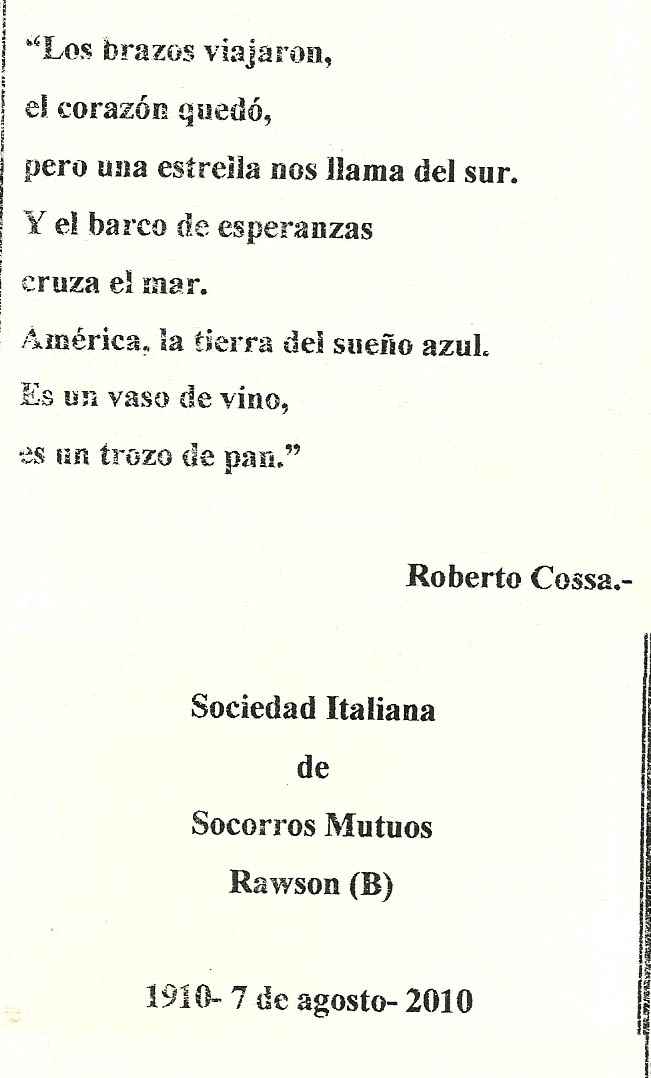 “Los brazos viajaron,
el corazón quedó,
pero una estrella nos llama del sur.
Y el barco de esperanzas
cruza el mar.
América, la tierra del sueño azul.
Es un vaso de vino,
es un trozo de pan.”
Roberto Cossa.-
Sociedad Italiana
de
Socorros Mutuos
Rawson (B)
1910- 7 de agosto- 2010